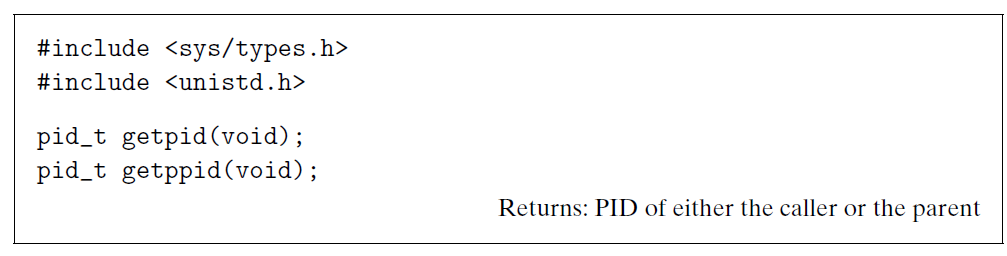 #include <sys/types.h>
#include <unistd.h>
pid_t getpid(void);
pid_t getppid(void);
Returns: PID of either the caller or the parent